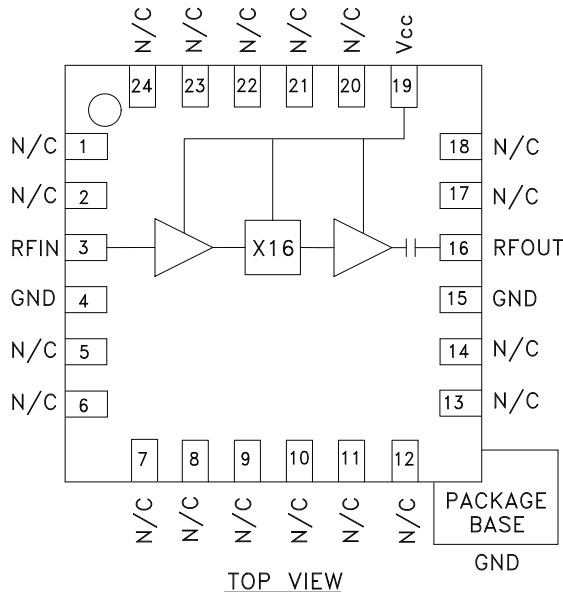 N/C N/C N/C N/C N/C Vcc
24 23 22 21 20 19
N/C 1 18 N/C
N/C 2 17 N/C
RFIN 3 X16 16 RFOUT
GND 4 15 GND
N/C 5 14 N/C
N/C 6 13 N/C
7 8 9 10 11 12
N/C N/C N/C N/C N/C N/C
PACKAGE
BASE
GND
TOP VIEW